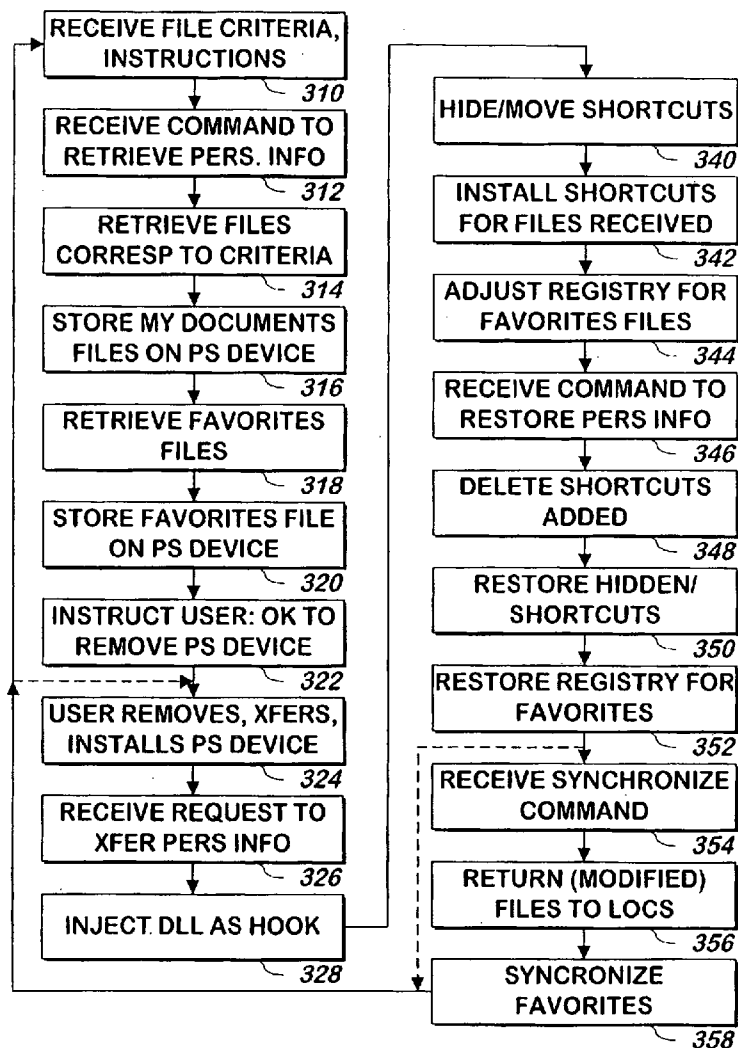 RECEIVE FILE CRITERIA,
INSTRUCTIONS
310
RECEIVE COMMAND TO
RETRIEVE PERS. INFO
312
RETRIEVE FILES
CORRESP TO CRITERIA
314
STORE MY DOCUMENTS
FILES ON PS DEVICE
316
RETRIEVE FAVORITES
FILES
318
STORE FAVORITES FILE
ON PS DEVICE
320
INSTRUCT USER: OK TO
REMOVE PS DEVICE
322
USER REMOVES, XFERS,
INSTALLS PS DEVICE
324
RECEIVE REQUEST TO
XFER PERS INFO
326
INJECT DLL AS HOOK
328
HIDE/MOVE SHORTCUTS
340
INSTALL SHORTCUTS
FOR FILES RECEIVED
342
ADJUST REGISTRY FOR
FAVORITES FILES
344
RECEIVE COMMAND TO
RESTORE PERS INFO
346
DELETE SHORTCUTS
ADDED
348
RESTORE HIDDEN/
SHORTCUTS
350
RESTORE REGISTRY FOR
FAVORITES
352
RECEIVE SYNCHRONIZE
COMMAND
354
RETURN (MODIFIED)
FILES TO LOCS
356
SYNCRONIZE
FAVORITES
358